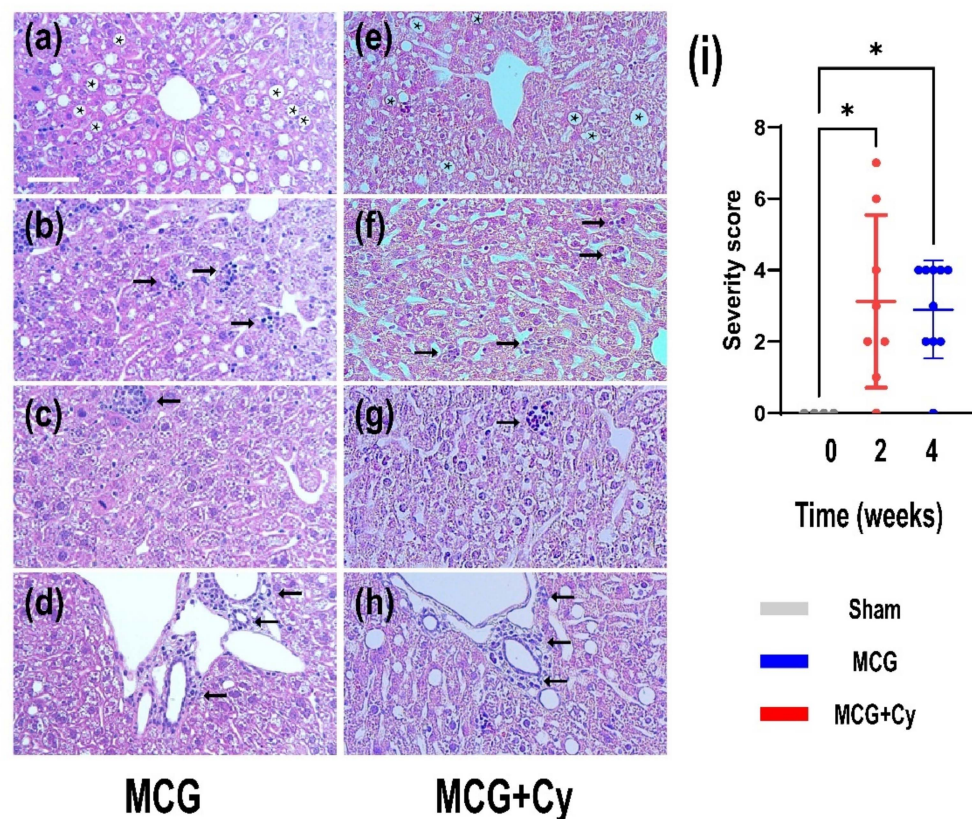 (a)
(e)
(b)
(f)
(c)
(g)
(d)
(h)
MCG
MCG+Cy
(i)
*
*
Severity score
8
6
4
2
0
0 2 4
Time (weeks)
Sham
MCG
MCG+Cy